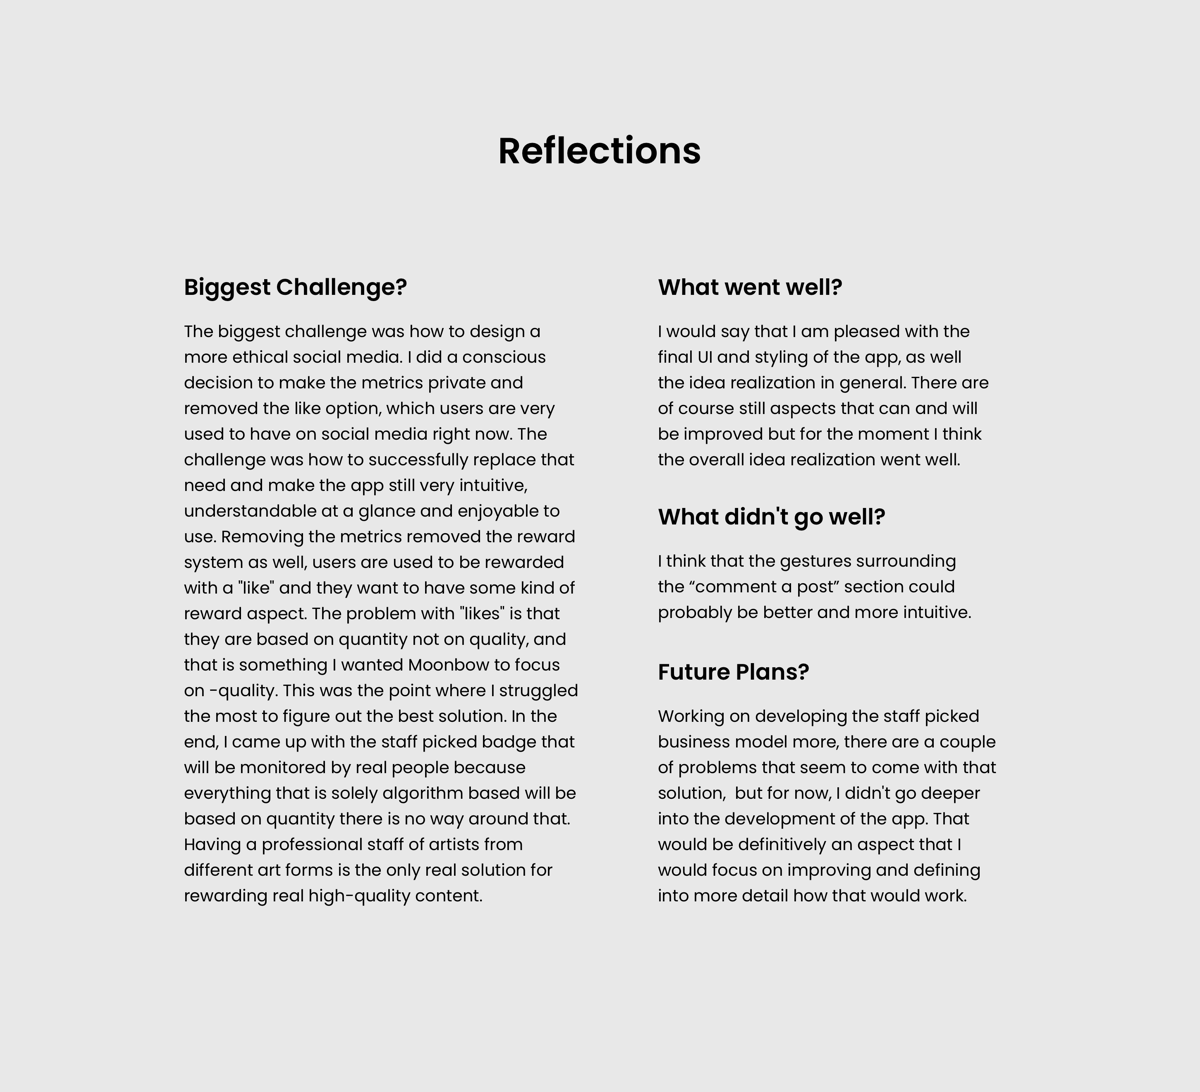 Reflections
Biggest Challenge?
The biggest challenge was how to design a
more ethical social media. I did a conscious
decision to make the metrics private and
removed the like option, which users are very
used to have on social media right now. The
challenge was how to successfully replace that
need and make the app still very intuitive,
understandable at a glance and enjoyable to
use. Removing the metrics removed the reward
system as well, users are used to be rewarded
with a "like" and they want to have some kind of
reward aspect. The problem with "likes" is that
they are based on quantity not on quality, and
that is something I wanted Moonbow to focus
on -quality. This was the point where I struggled
the most to figure out the best solution. In the
end, I came up with the staff picked badge that
will be monitored by real people because
everything that is solely algorithm based will be
based on quantity there is no way around that.
Having a professional staff of artists from
different art forms is the only real solution for
rewarding real high-quality content.
What went well?
I would say that I am pleased with the
final UI and styling of the app, as well
the idea realization in general. There are
of course still aspects that can and will
be improved but for the moment I think
the overall idea realization went well.
What didn't go well?
I think that the gestures surrounding
the “comment a post” section could
probably be better and more intuitive.
Future Plans?
Working on developing the staff picked
business model more, there are a couple
of problems that seem to come with that
solution,  but for now, I didn't go deeper
into the development of the app. That
would be definitively an aspect that I
would focus on improving and defining
into more detail how that would work.